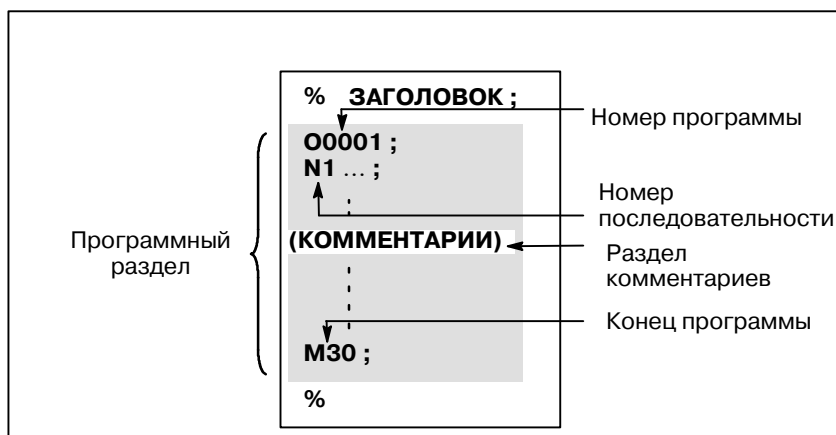 % ЗАГОЛОВОК ;
Номер программы
O0001 ;
N1 ... ;
Номер
последовательности
Программный
раздел
(КОММЕНТАРИИ)
Раздел
комментариев
Конец программы
M30 ;
%